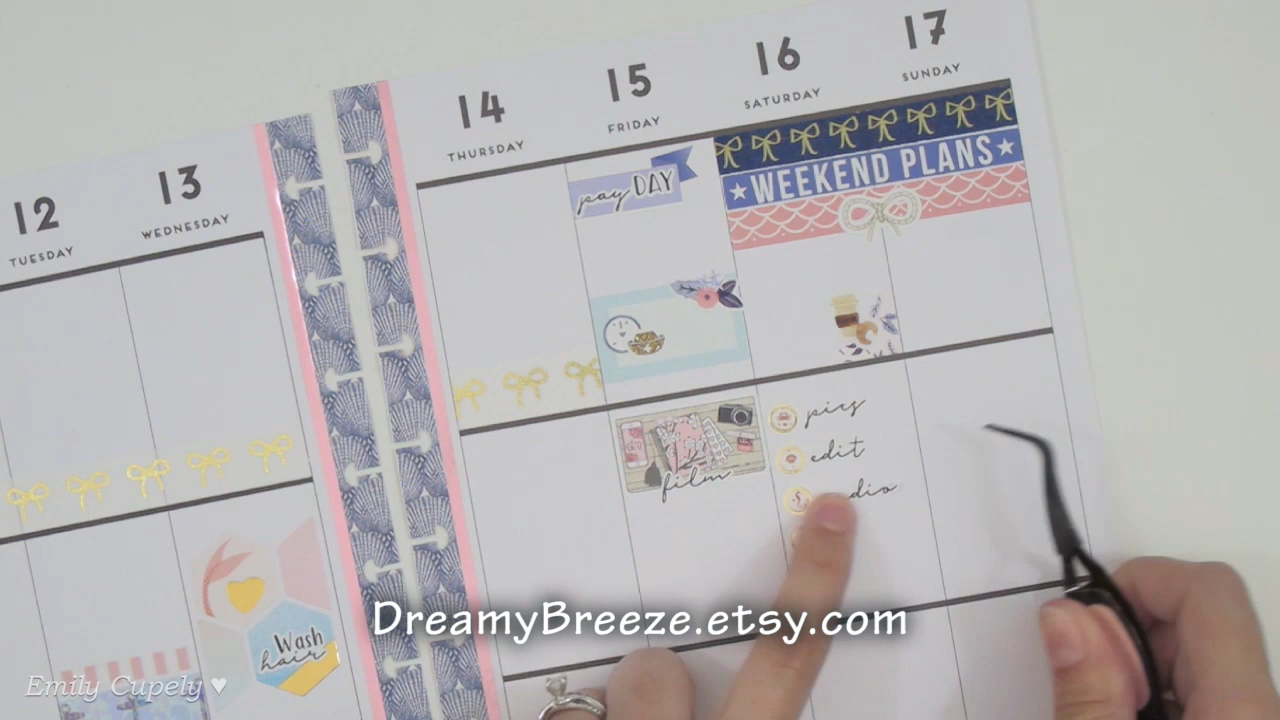 12
TUESDAY
13
WEDNESDAY
14
THURSDAY
15
FRIDAY
16
SATURDAY
17
SUNDAY
pay DAY
WEEKEND PLANS
film
pics
edit
Wash
hair
DreamyBreeze.etsy.com
Emily Cupely ♥